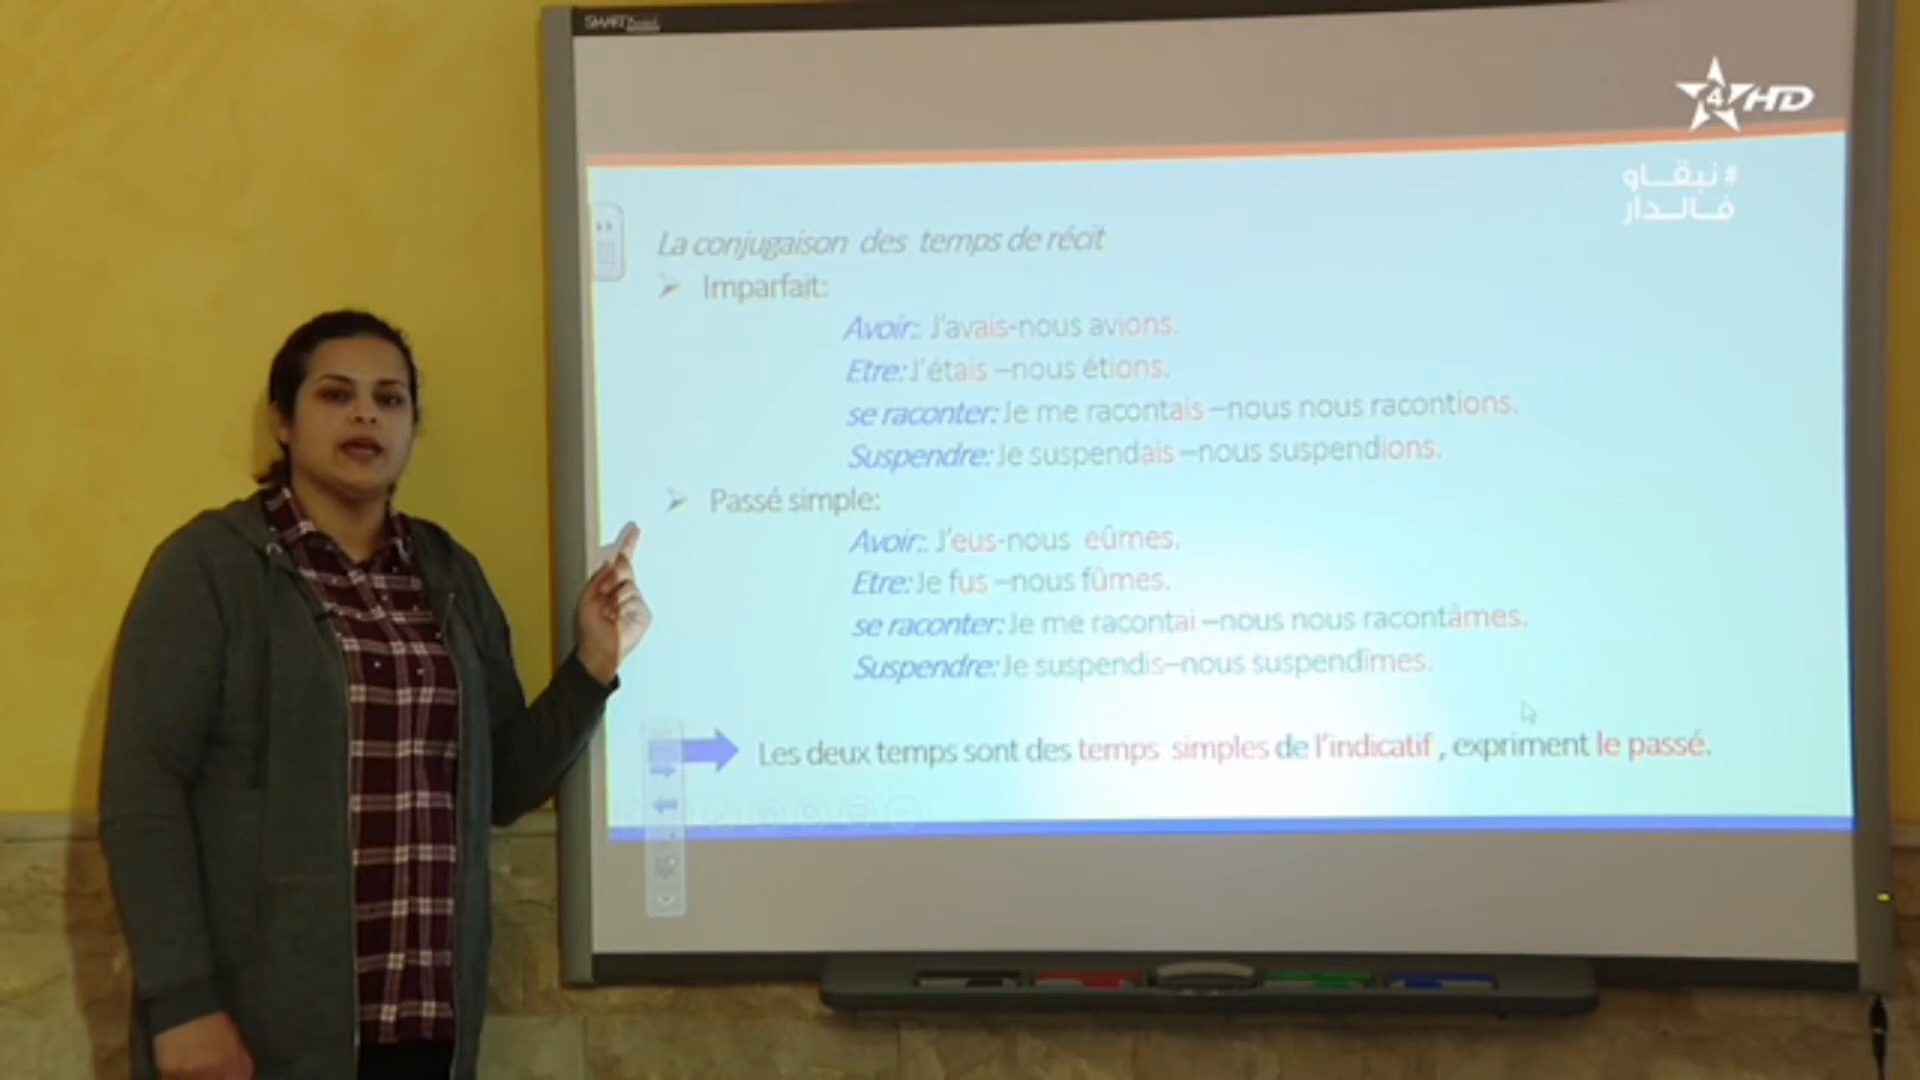 SMART Board
4 HD
#نبقاو
فالدار
La conjugaison des temps de récit
➢ Imparfait:
Avoir:. J'avais-nous avions.
Etre: J'étais –nous étions.
se raconter: Je me racontais –nous nous racontions.
Suspendre: Je suspendais –nous suspendions.
➢ Passé simple:
Avoir:. J'eus-nous eûmes.
Etre: Je fus –nous fûmes.
se raconter: Je me racontai –nous nous racontâmes.
Suspendre: Je suspendis–nous suspendîmes.
Les deux temps sont des temps simples de l'indicatif , expriment le passé.